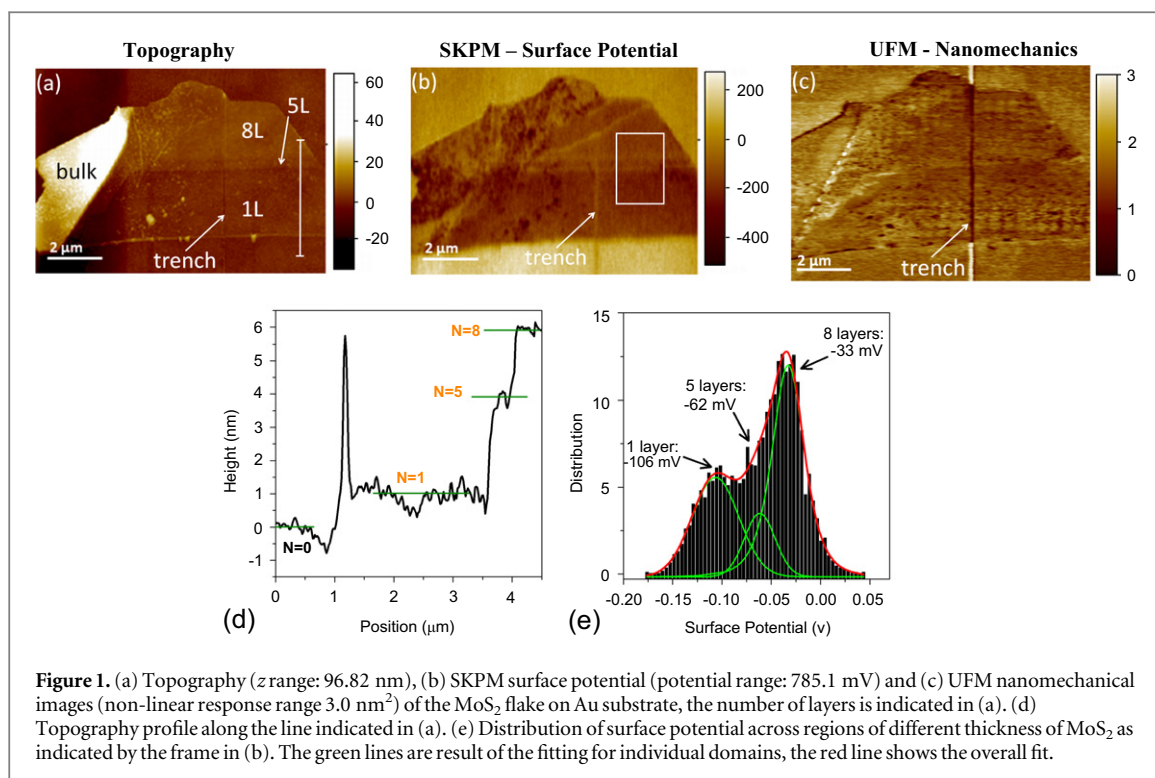 Topography
SKPM – Surface Potential
UFM - Nanomechanics
(a)
60
40
20
0
-20
5L
8L
bulk
1L
2 µm
trench
(b)
200
0
-200
-400
2 µm
trench
(c)
3
2
1
0
2 µm
trench
6
5
4
3
2
1
0
-1
Height (nm)
N=8
N=5
N=1
N=0
0
1
2
3
4
Position (µm)
(d)
15
10
5
0
Distribution
8 layers:
-33 mV
5 layers:
-62 mV
1 layer:
-106 mV
-0.20
-0.15
-0.10
-0.05
0.00
0.05
Surface Potential (v)
(e)
Figure 1. (a) Topography (z range: 96.82 nm), (b) SKPM surface potential (potential range: 785.1 mV) and (c) UFM nanomechanical
images (non-linear response range 3.0 nm²) of the MoS₂ flake on Au substrate, the number of layers is indicated in (a). (d)
Topography profile along the line indicated in (a). (e) Distribution of surface potential across regions of different thickness of MoS₂ as
indicated by the frame in (b). The green lines are result of the fitting for individual domains, the red line shows the overall fit.